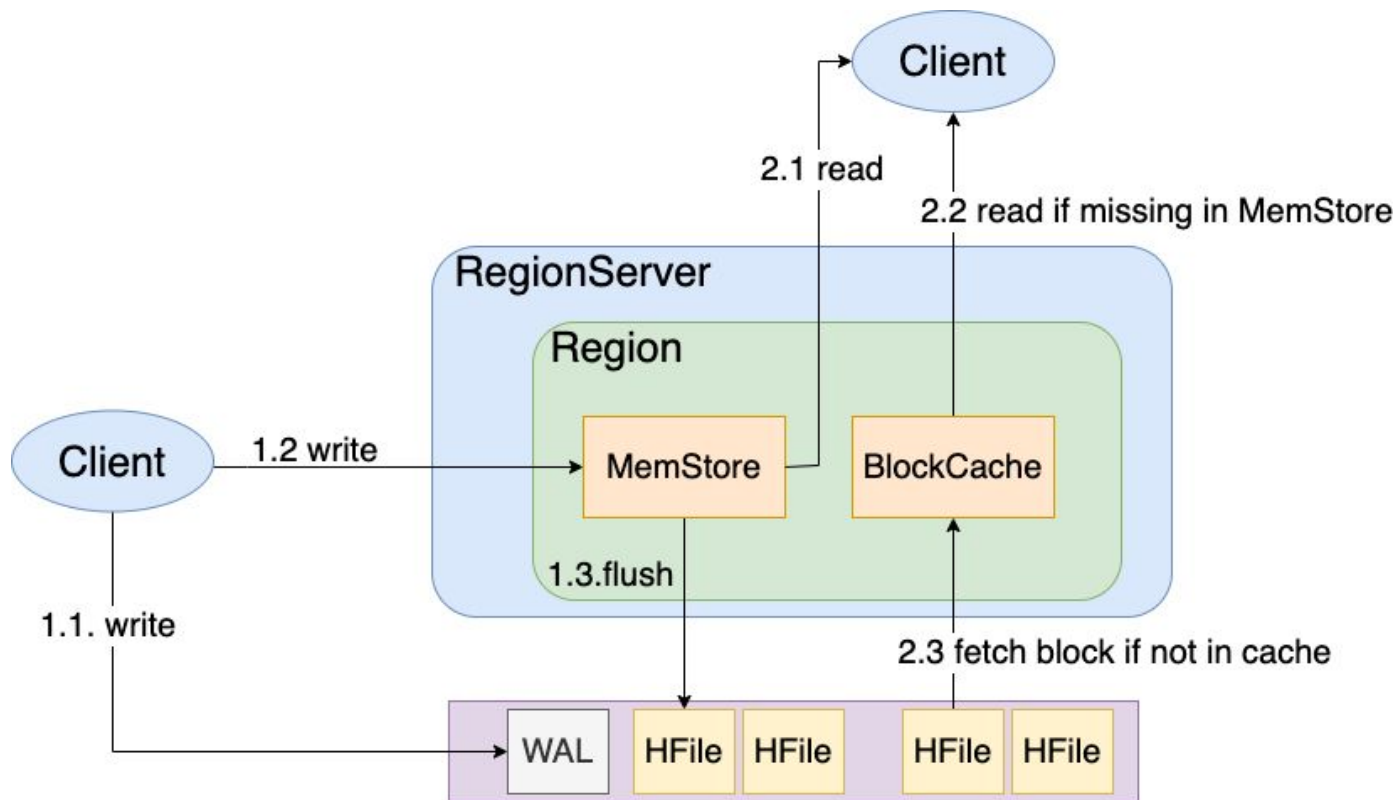 Client
2.1 read
2.2 read if missing in MemStore
RegionServer
Region
Client
1.2 write
MemStore
BlockCache
1.3.flush
1.1. write
2.3 fetch block if not in cache
WAL
HFile
HFile
HFile
HFile